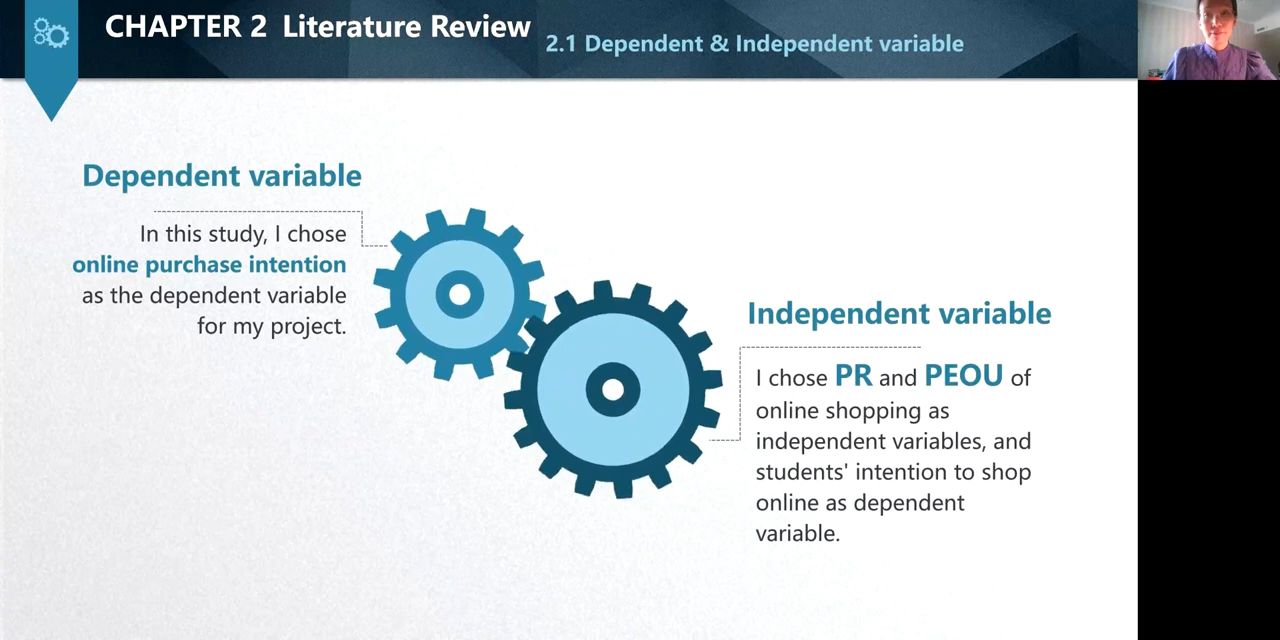 CHAPTER 2 Literature Review
2.1 Dependent & Independent variable
Dependent variable
In this study, I chose
online purchase intention
as the dependent variable
for my project.
Independent variable
I chose PR and PEOU of
online shopping as
independent variables, and
students' intention to shop
online as dependent
variable.